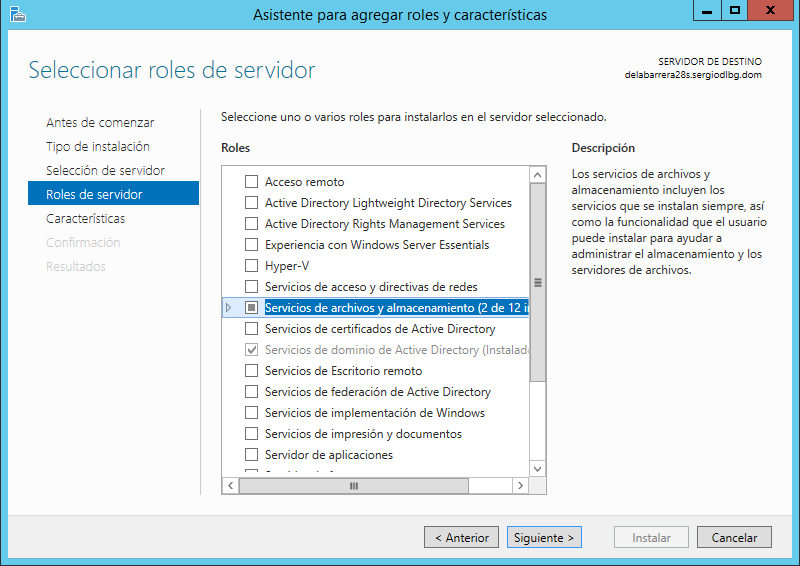 Asistente para agregar roles y características
Seleccionar roles de servidor
SERVIDOR DE DESTINO
delabarrera28s.sergiodlbg.dom
Antes de comenzar
Tipo de instalación
Selección de servidor
Roles de servidor
Características
Confirmación
Resultados
Seleccione uno o varios roles para instalarlos en el servidor seleccionado.
Roles
Acceso remoto
Active Directory Lightweight Directory Services
Active Directory Rights Management Services
Experiencia con Windows Server Essentials
Hyper-V
Servicios de acceso y directivas de redes
Servicios de archivos y almacenamiento (2 de 12 in
Servicios de certificados de Active Directory
Servicios de dominio de Active Directory (Instalado
Servicios de Escritorio remoto
Servicios de federación de Active Directory
Servicios de implementación de Windows
Servicios de impresión y documentos
Servidor de aplicaciones
Descripción
Los servicios de archivos y
almacenamiento incluyen los
servicios que se instalan siempre, así
como la funcionalidad que el usuario
puede instalar para ayudar a
administrar el almacenamiento y los
servidores de archivos.
< Anterior
Siguiente >
Instalar
Cancelar